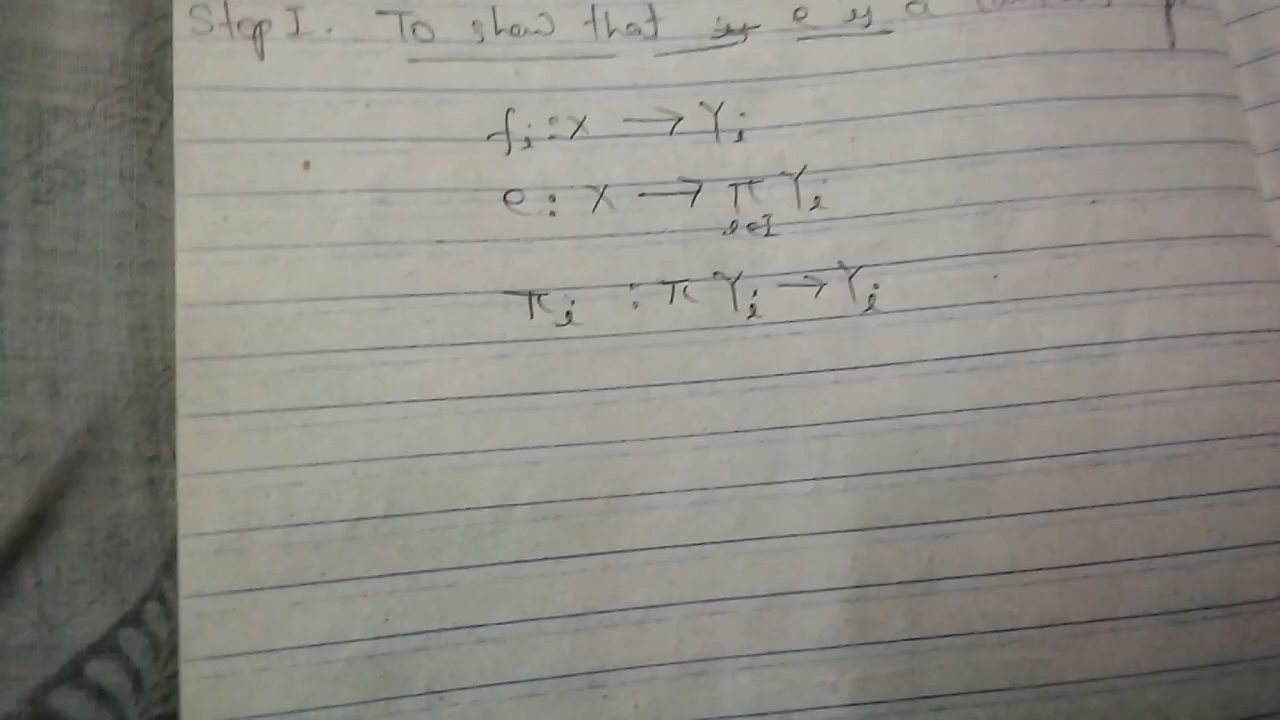 Step I. To show that e is a
fi : X → Yi
e : X → π Yi
i∈I
πi : π Yi → Yi